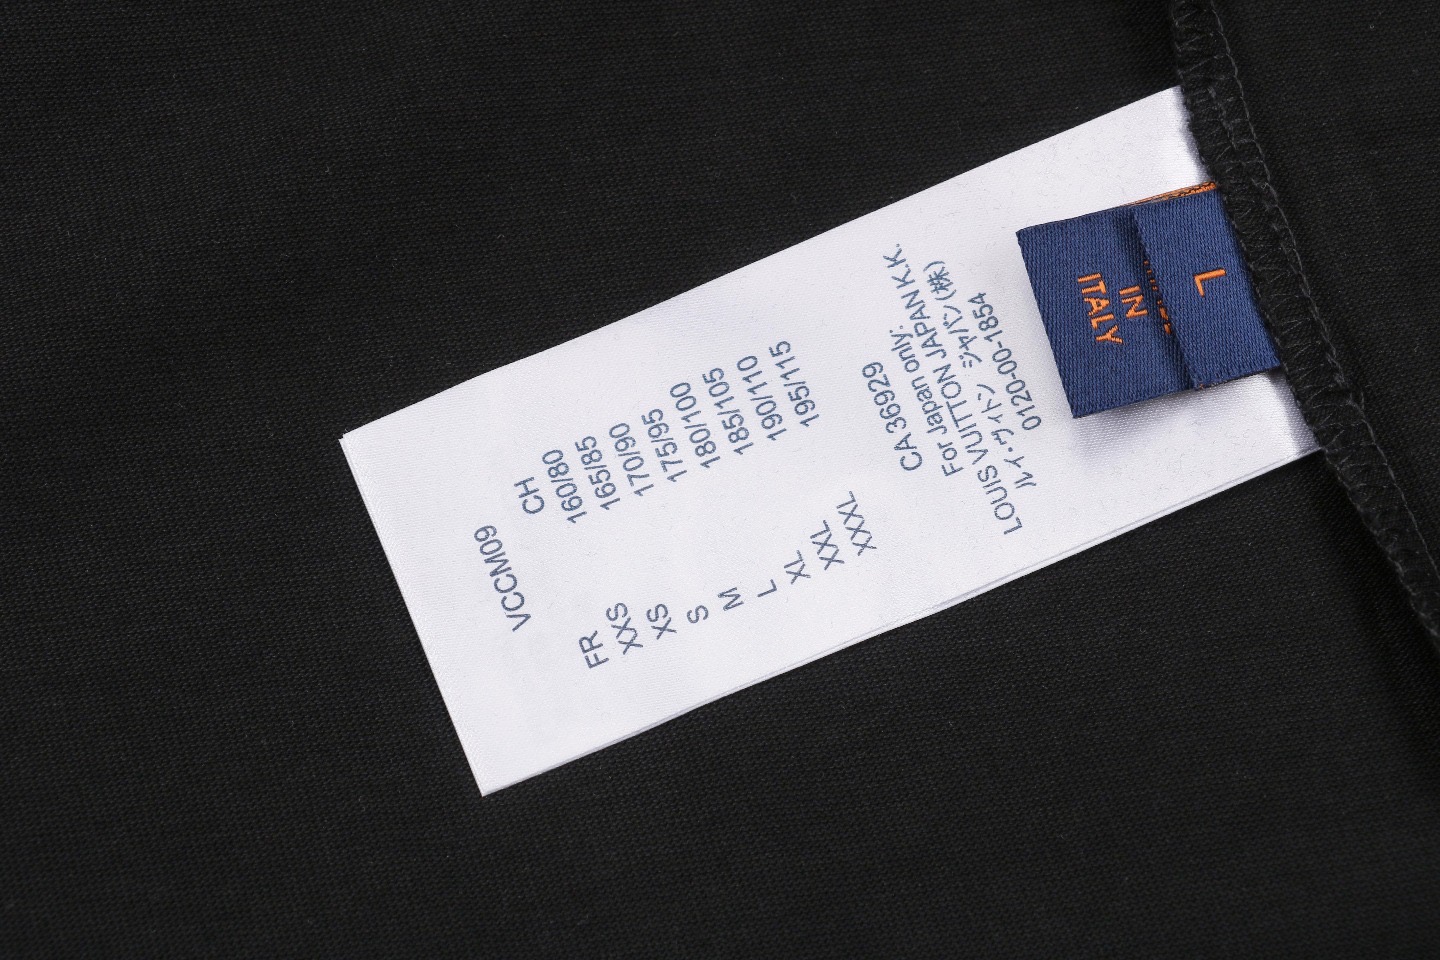 VCCM09
FR CH
XXS 160/80
XS 165/85
S 170/90
M 175/95
L 180/100
XL 185/105
XXL 190/110
XXXL 195/115
CA 36929
For Japan only:
LOUIS VUITTON JAPAN K.K.
ルイ・ヴィトン ジャパン(株)
0120-00-1854
IN
ITALY
L